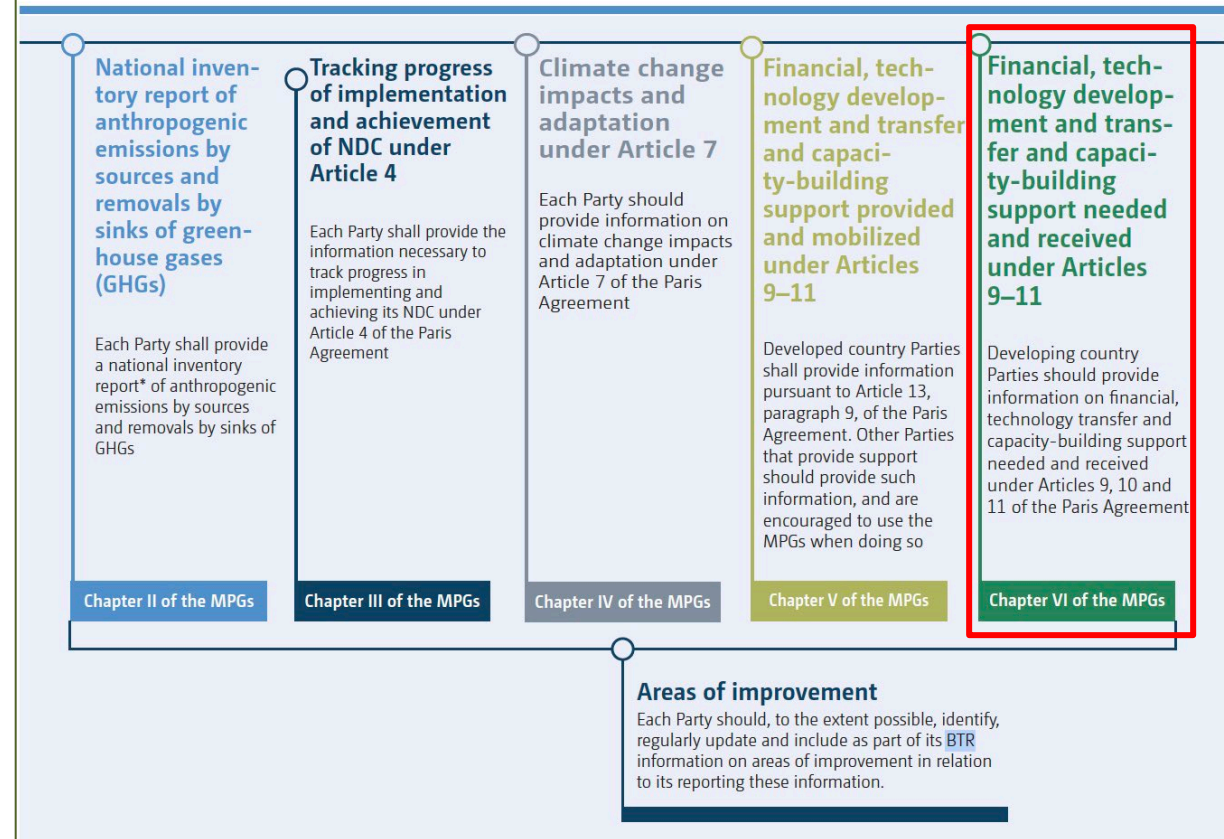 National inven-
tory report of
anthropogenic
emissions by
sources and
removals by
sinks of green-
house gases
(GHGs)
Each Party shall provide
a national inventory
report* of anthropogenic
emissions by sources
and removals by sinks of
GHGs
Chapter II of the MPGs
Tracking progress
of implementation
and achievement
of NDC under
Article 4
Each Party shall provide the
information necessary to
track progress in
implementing and
achieving its NDC under
Article 4 of the Paris
Agreement
Chapter III of the MPGs
Climate change
impacts and
adaptation
under Article 7
Each Party should
provide information on
climate change impacts
and adaptation under
Article 7 of the Paris
Agreement
Chapter IV of the MPGs
Financial, tech-
nology develop-
ment and transfer
and capaci-
ty-building
support provided
and mobilized
under Articles
9–11
Developed country Parties
shall provide information
pursuant to Article 13,
paragraph 9, of the Paris
Agreement. Other Parties
that provide support
should provide such
information, and are
encouraged to use the
MPGs when doing so
Chapter V of the MPGs
Financial, tech-
nology develop-
ment and trans-
fer and capaci-
ty-building
support needed
and received
under Articles
9–11
Developing country
Parties should provide
information on financial,
technology transfer and
capacity-building support
needed and received
under Articles 9, 10 and
11 of the Paris Agreement
Chapter VI of the MPGs
Areas of improvement
Each Party should, to the extent possible, identify,
regularly update and include as part of its BTR
information on areas of improvement in relation
to its reporting these information.